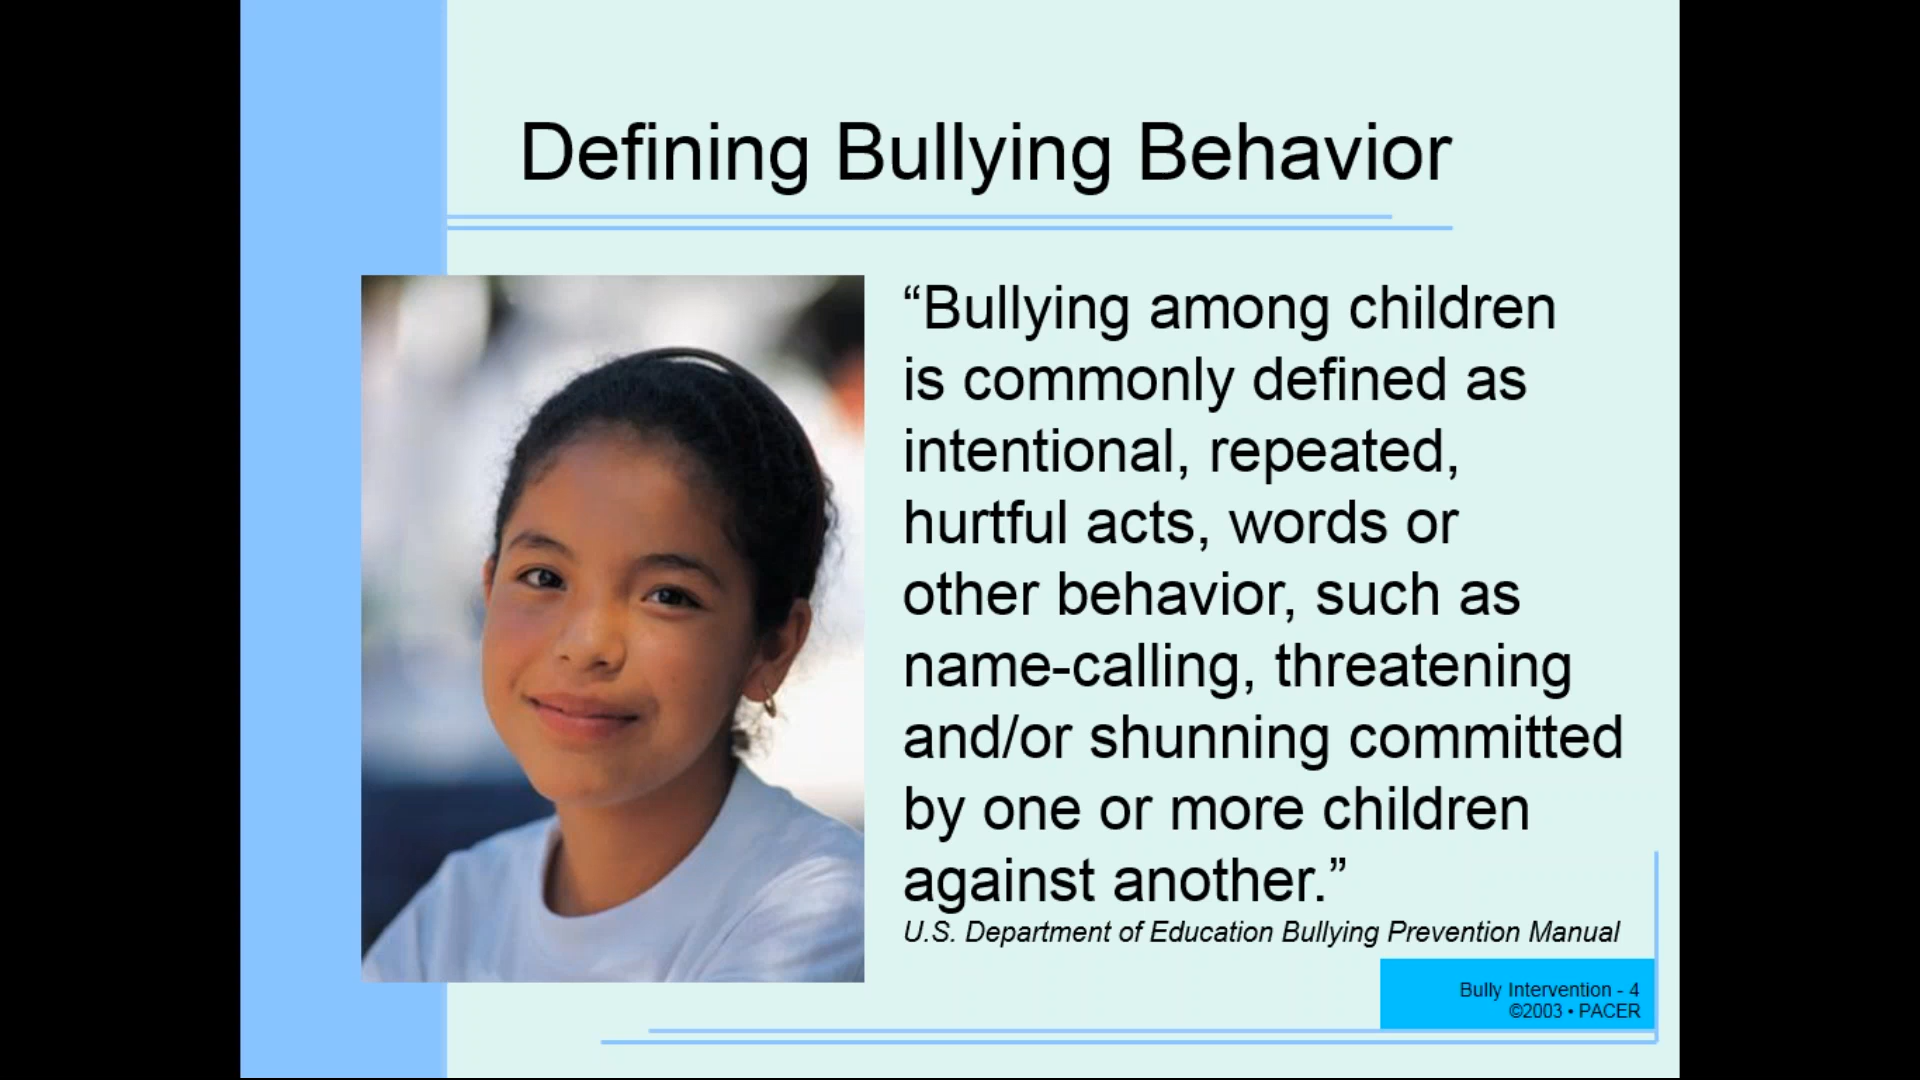 Defining Bullying Behavior
“Bullying among children
is commonly defined as
intentional, repeated,
hurtful acts, words or
other behavior, such as
name-calling, threatening
and/or shunning committed
by one or more children
against another.”
U.S. Department of Education Bullying Prevention Manual
Bully Intervention - 4
©2003 • PACER